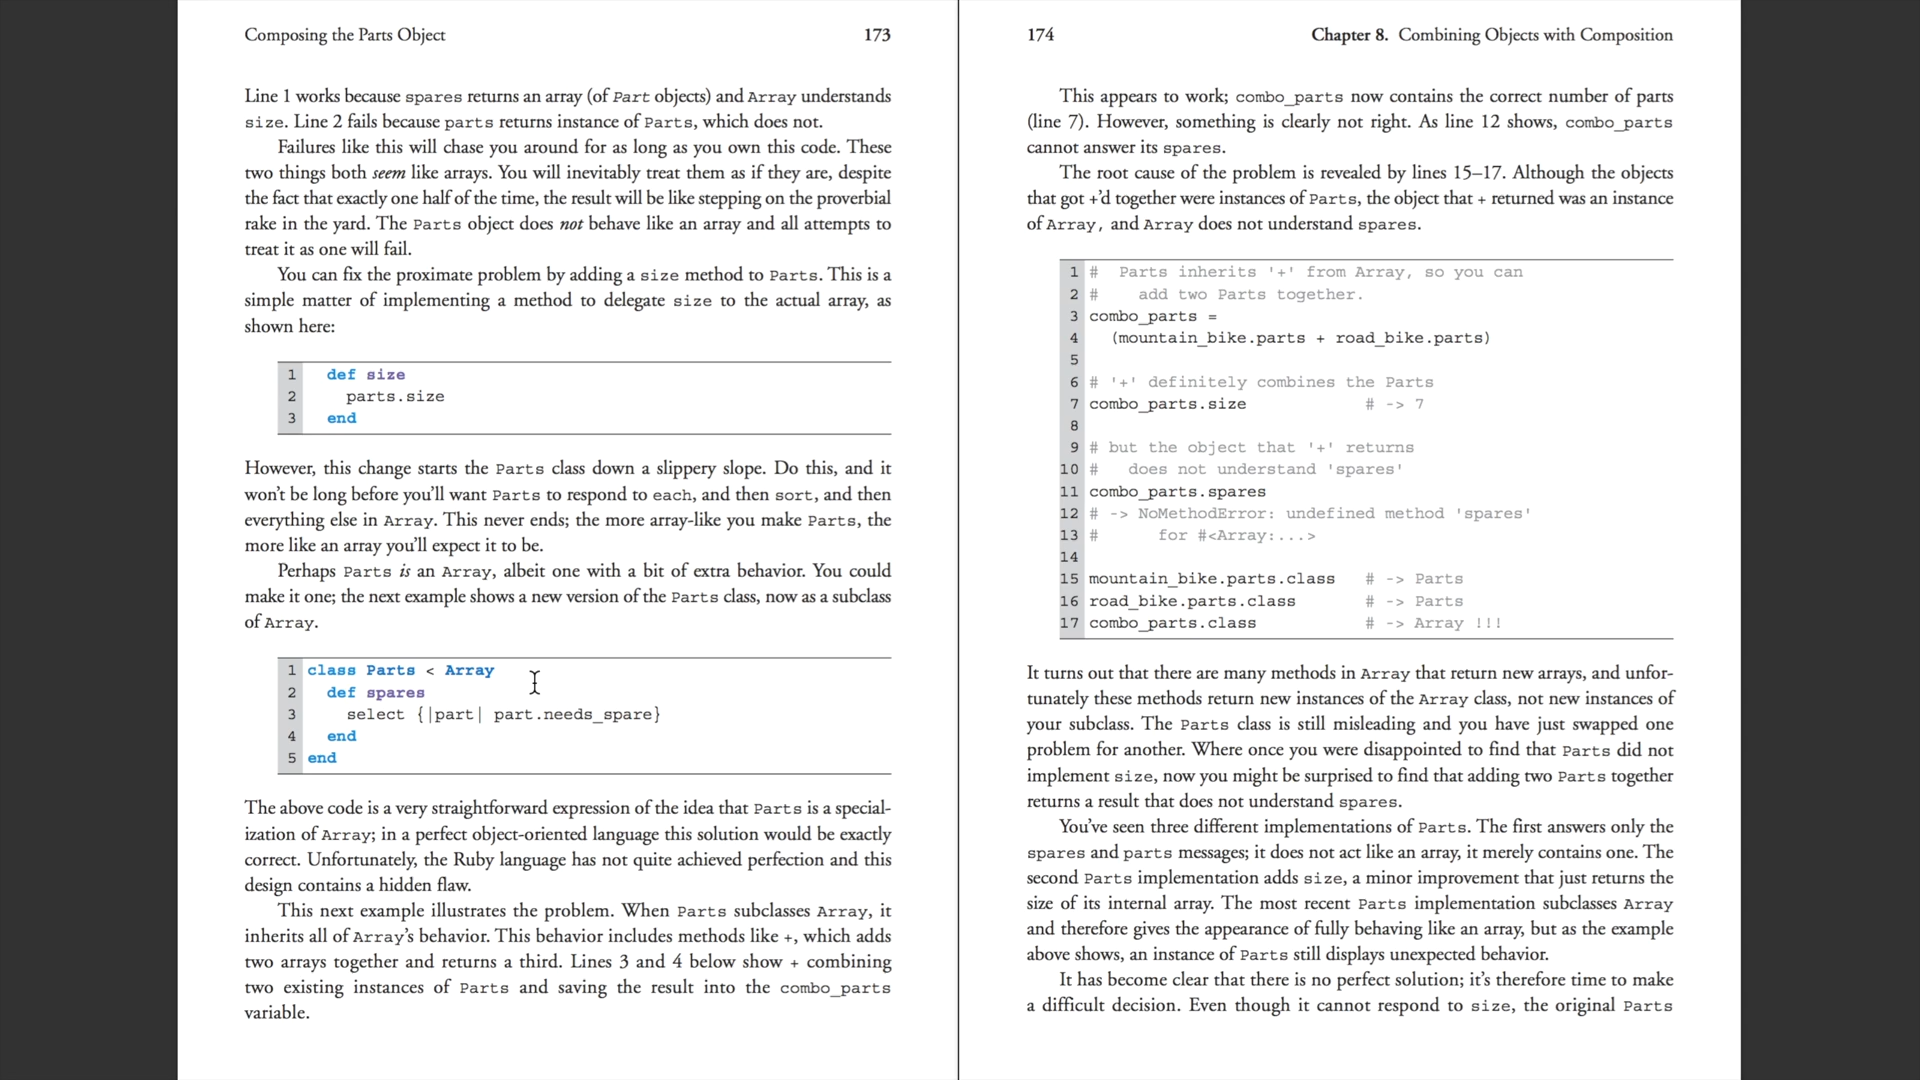 Composing the Parts Object 173
Line 1 works because spares returns an array (of Part objects) and Array understands
size. Line 2 fails because parts returns instance of Parts, which does not.
Failures like this will chase you around for as long as you own this code. These
two things both seem like arrays. You will inevitably treat them as if they are, despite
the fact that exactly one half of the time, the result will be like stepping on the proverbial
rake in the yard. The Parts object does not behave like an array and all attempts to
treat it as one will fail.
You can fix the proximate problem by adding a size method to Parts. This is a
simple matter of implementing a method to delegate size to the actual array, as
shown here:
1 def size
2 parts.size
3 end
However, this change starts the Parts class down a slippery slope. Do this, and it
won't be long before you'll want Parts to respond to each, and then sort, and then
everything else in Array. This never ends; the more array-like you make Parts, the
more like an array you'll expect it to be.
Perhaps Parts is an Array, albeit one with a bit of extra behavior. You could
make it one; the next example shows a new version of the Parts class, now as a subclass
of Array.
1 class Parts < Array
2 def spares
3 select {|part| part.needs_spare}
4 end
5 end
The above code is a very straightforward expression of the idea that Parts is a special-
ization of Array; in a perfect object-oriented language this solution would be exactly
correct. Unfortunately, the Ruby language has not quite achieved perfection and this
design contains a hidden flaw.
This next example illustrates the problem. When Parts subclasses Array, it
inherits all of Array's behavior. This behavior includes methods like +, which adds
two arrays together and returns a third. Lines 3 and 4 below show + combining
two existing instances of Parts and saving the result into the combo_parts
variable.
174 Chapter 8. Combining Objects with Composition
This appears to work; combo_parts now contains the correct number of parts
(line 7). However, something is clearly not right. As line 12 shows, combo_parts
cannot answer its spares.
The root cause of the problem is revealed by lines 15–17. Although the objects
that got +'d together were instances of Parts, the object that + returned was an instance
of Array, and Array does not understand spares.
1 # Parts inherits '+' from Array, so you can
2 # add two Parts together.
3 combo_parts =
4 (mountain_bike.parts + road_bike.parts)
5
6 # '+' definitely combines the Parts
7 combo_parts.size # -> 7
8
9 # but the object that '+' returns
10 # does not understand 'spares'
11 combo_parts.spares
12 # -> NoMethodError: undefined method 'spares'
13 # for #<Array:...>
14
15 mountain_bike.parts.class # -> Parts
16 road_bike.parts.class # -> Parts
17 combo_parts.class # -> Array !!!
It turns out that there are many methods in Array that return new arrays, and unfor-
tunately these methods return new instances of the Array class, not new instances of
your subclass. The Parts class is still misleading and you have just swapped one
problem for another. Where once you were disappointed to find that Parts did not
implement size, now you might be surprised to find that adding two Parts together
returns a result that does not understand spares.
You've seen three different implementations of Parts. The first answers only the
spares and parts messages; it does not act like an array, it merely contains one. The
second Parts implementation adds size, a minor improvement that just returns the
size of its internal array. The most recent Parts implementation subclasses Array
and therefore gives the appearance of fully behaving like an array, but as the example
above shows, an instance of Parts still displays unexpected behavior.
It has become clear that there is no perfect solution; it's therefore time to make
a difficult decision. Even though it cannot respond to size, the original Parts